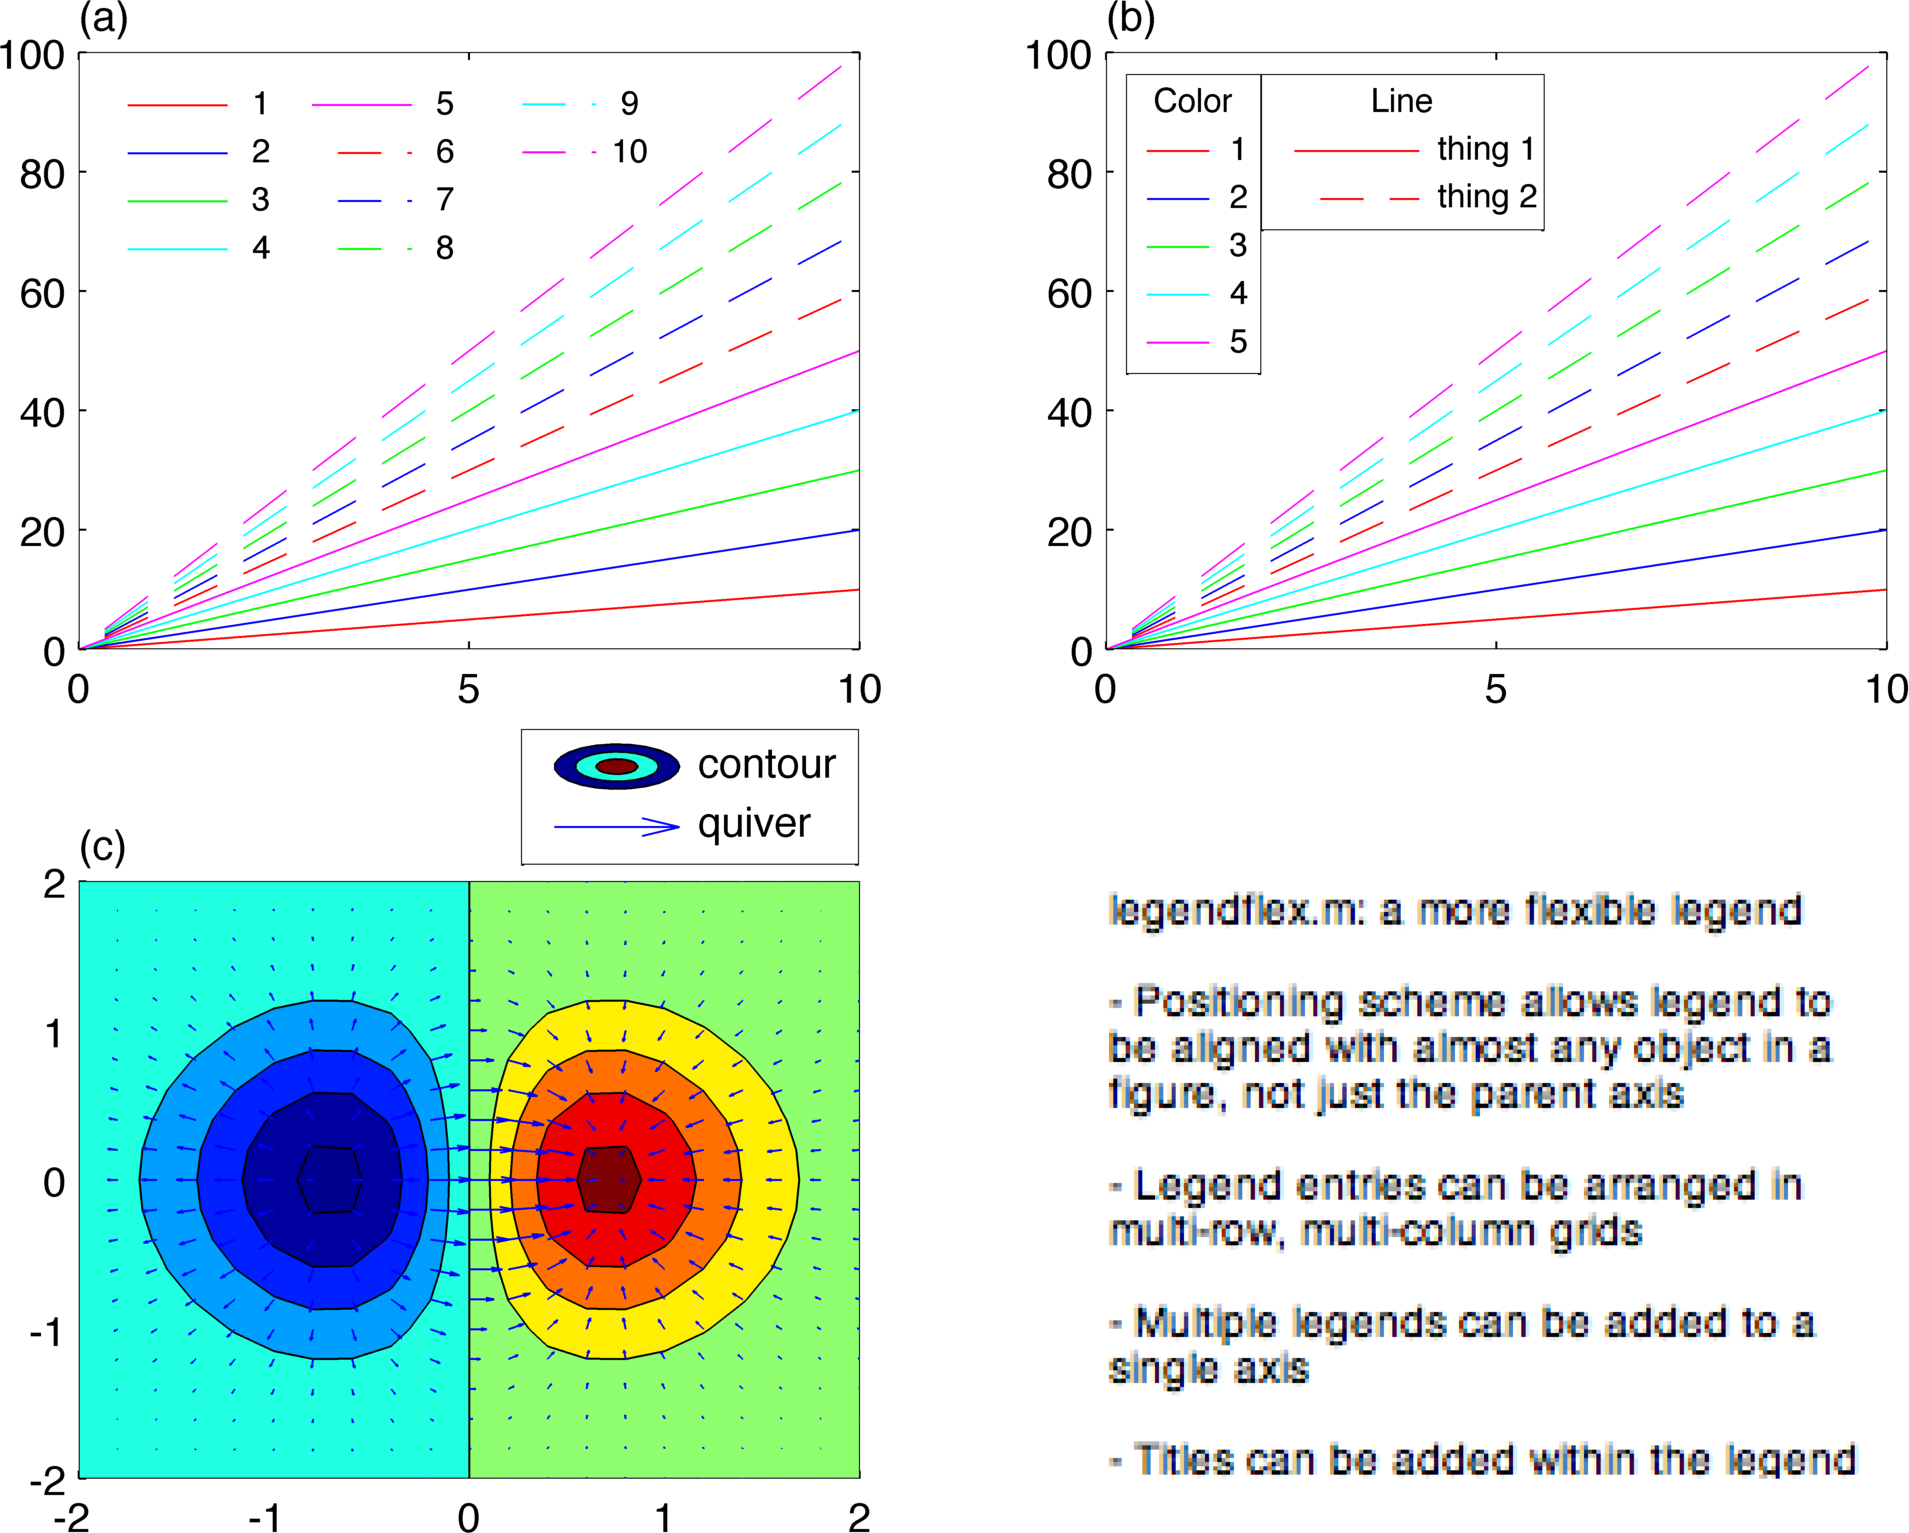 (a)
100
80
60
40
20
0
0 5 10
1 5 9
2 6 10
3 7
4 8
(b)
100
80
60
40
20
0
0 5 10
Color
1
2
3
4
5
Line
thing 1
thing 2
contour
quiver
(c)
2
1
0
-1
-2
-2 -1 0 1 2
legendflex.m: a more flexible legend
- Positioning scheme allows legend to
be aligned with almost any object in a
figure, not just the parent axis
- Legend entries can be arranged in
multi-row, multi-column grids
- Multiple legends can be added to a
single axis
- Titles can be added within the legend